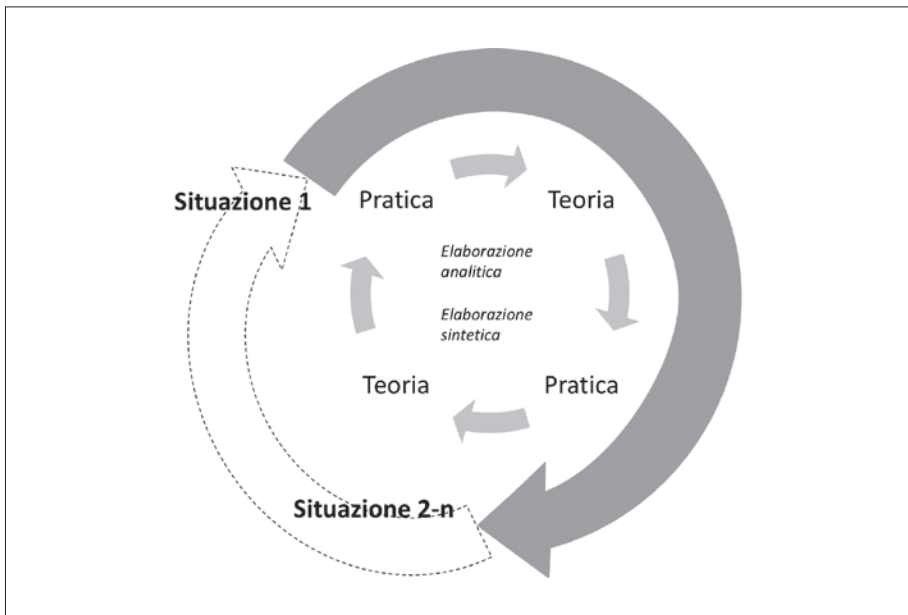 Situazione 1
Pratica
Teoria
Elaborazione
analitica
Elaborazione
sintetica
Teoria
Pratica
Situazione 2-n